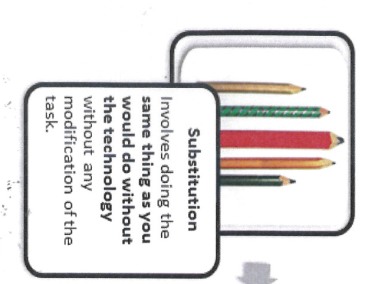 Substitution
Involves doing the
same thing as you
would do without
the technology
without any
modification of the
task.